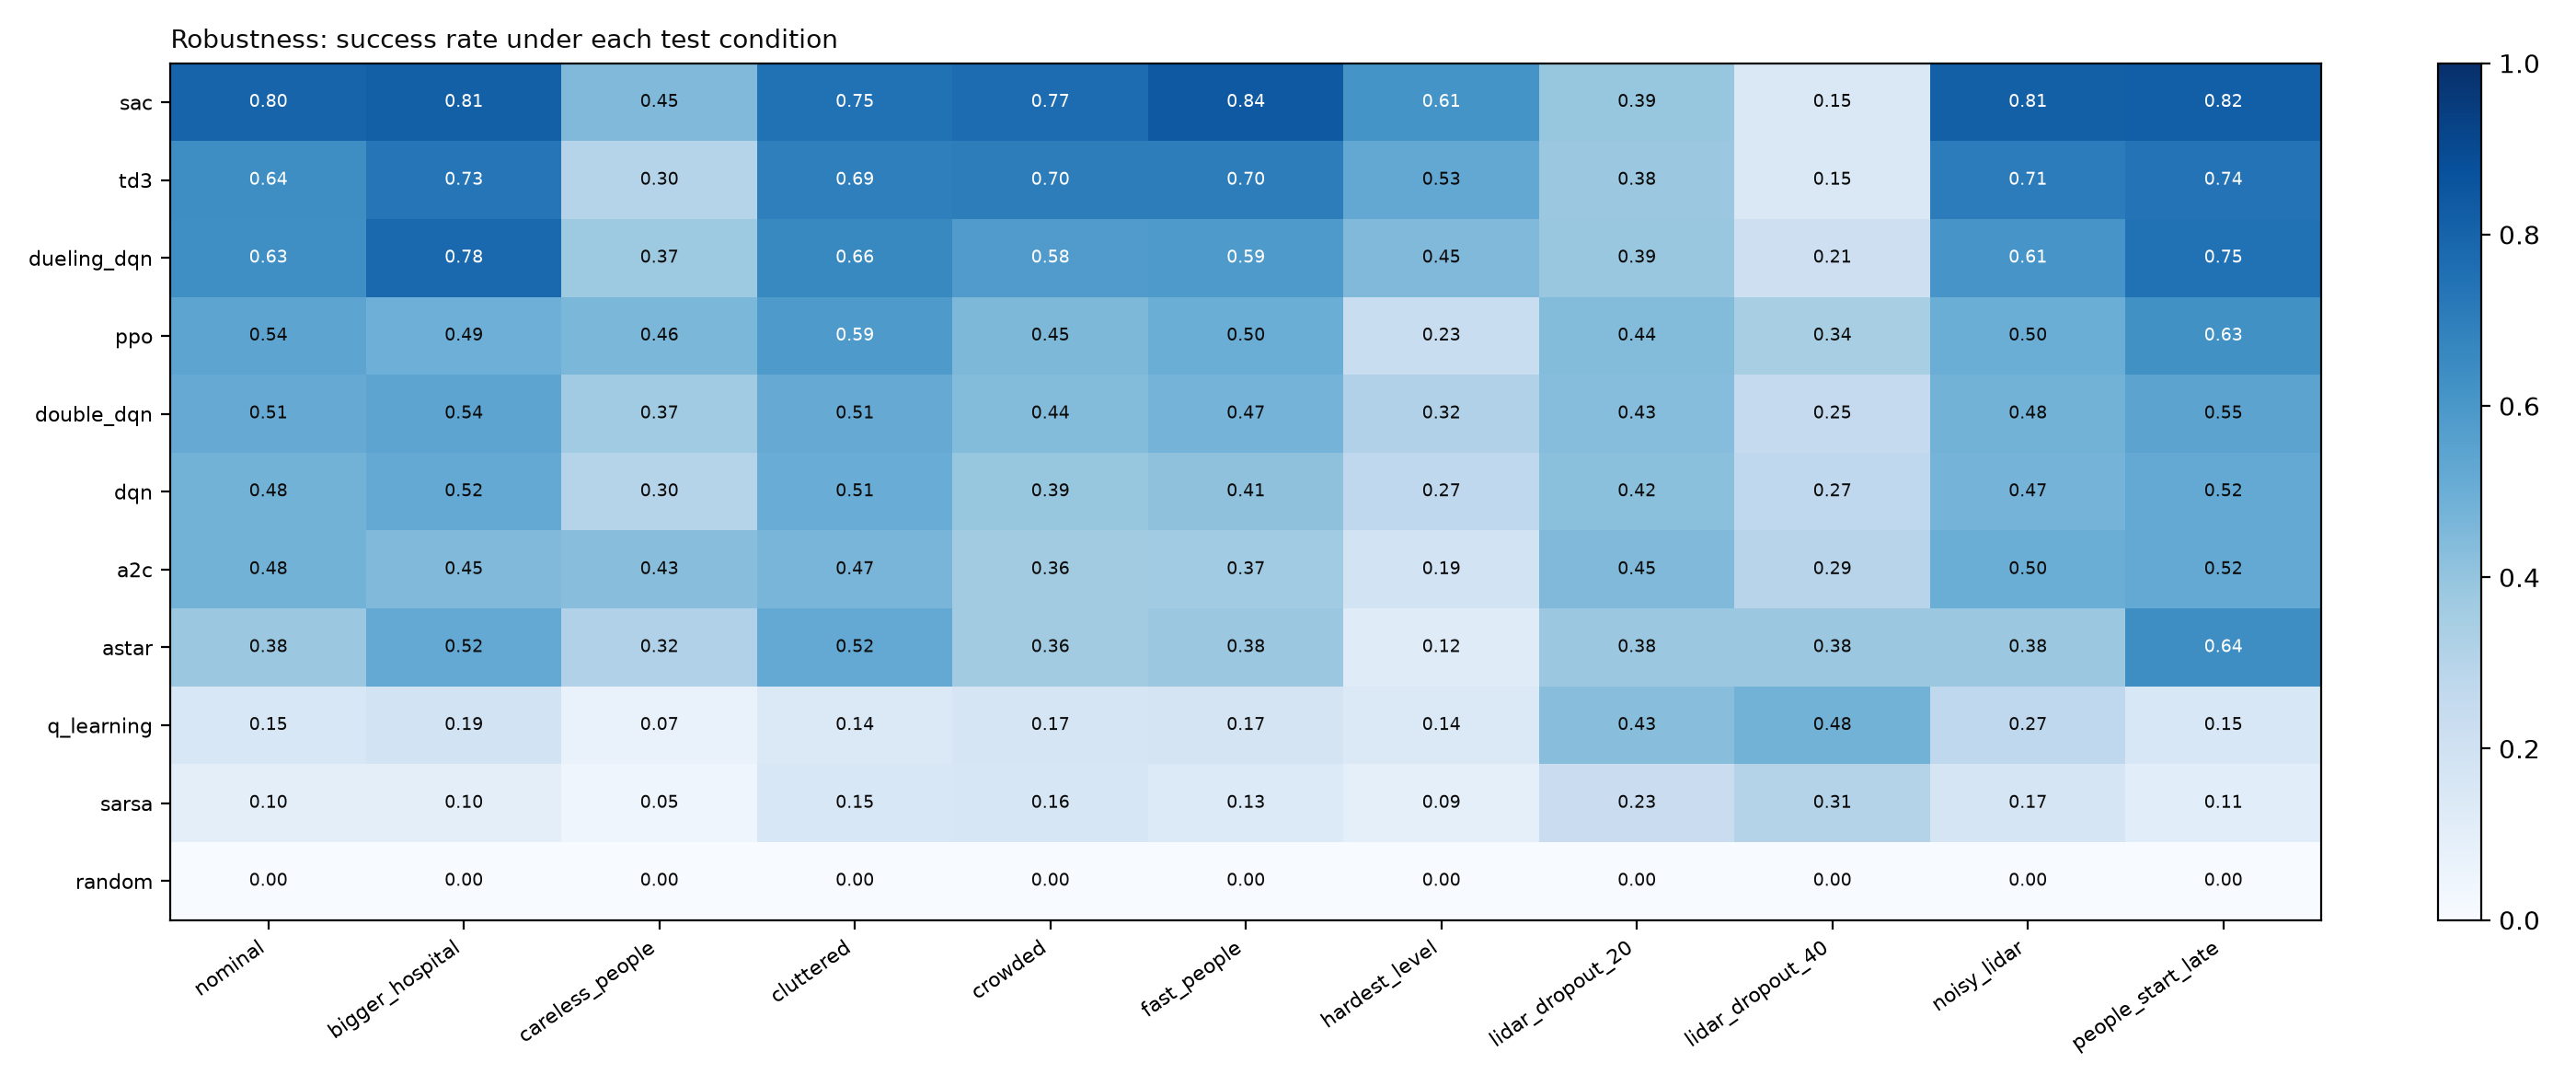 Robustness: success rate under each test condition
sac 0.80 0.81 0.45 0.75 0.77 0.84 0.61 0.39 0.15 0.81 0.82
td3 0.64 0.73 0.30 0.69 0.70 0.70 0.53 0.38 0.15 0.71 0.74
dueling_dqn 0.63 0.78 0.37 0.66 0.58 0.59 0.45 0.39 0.21 0.61 0.75
ppo 0.54 0.49 0.46 0.59 0.45 0.50 0.23 0.44 0.34 0.50 0.63
double_dqn 0.51 0.54 0.37 0.51 0.44 0.47 0.32 0.43 0.25 0.48 0.55
dqn 0.48 0.52 0.30 0.51 0.39 0.41 0.27 0.42 0.27 0.47 0.52
a2c 0.48 0.45 0.43 0.47 0.36 0.37 0.19 0.45 0.29 0.50 0.52
astar 0.38 0.52 0.32 0.52 0.36 0.38 0.12 0.38 0.38 0.38 0.64
q_learning 0.15 0.19 0.07 0.14 0.17 0.17 0.14 0.43 0.48 0.27 0.15
sarsa 0.10 0.10 0.05 0.15 0.16 0.13 0.09 0.23 0.31 0.17 0.11
random 0.00 0.00 0.00 0.00 0.00 0.00 0.00 0.00 0.00 0.00 0.00
nominal bigger_hospital careless_people cluttered crowded fast_people hardest_level lidar_dropout_20 lidar_dropout_40 noisy_lidar people_start_late
1.0
0.8
0.6
0.4
0.2
0.0